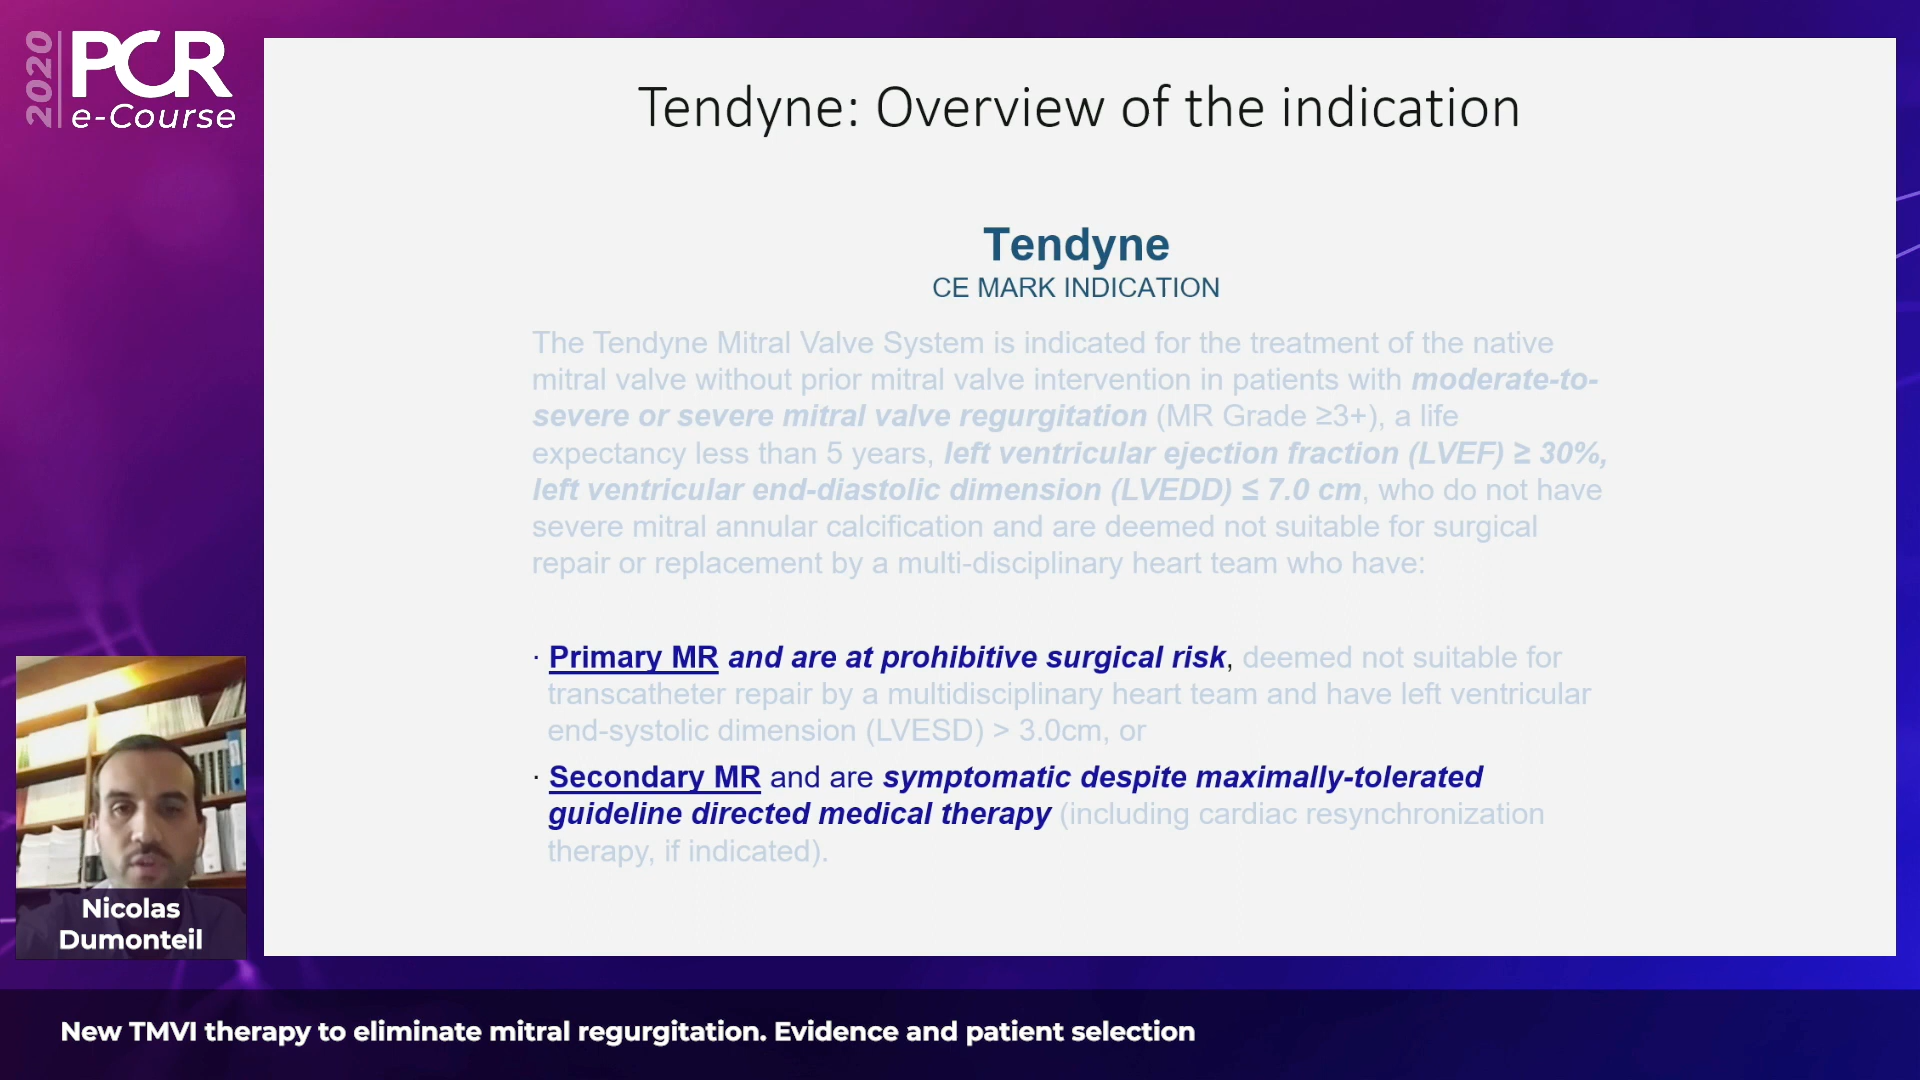 2020
PCR
e-Course
Tendyne: Overview of the indication
Tendyne
CE MARK INDICATION
The Tendyne Mitral Valve System is indicated for the treatment of the native
mitral valve without prior mitral valve intervention in patients with moderate-to-
severe or severe mitral valve regurgitation (MR Grade ≥3+), a life
expectancy less than 5 years, left ventricular ejection fraction (LVEF) ≥ 30%,
left ventricular end-diastolic dimension (LVEDD) ≤ 7.0 cm, who do not have
severe mitral annular calcification and are deemed not suitable for surgical
repair or replacement by a multi-disciplinary heart team who have:
· Primary MR and are at prohibitive surgical risk, deemed not suitable for
transcatheter repair by a multidisciplinary heart team and have left ventricular
end-systolic dimension (LVESD) > 3.0cm, or
· Secondary MR and are symptomatic despite maximally-tolerated
guideline directed medical therapy (including cardiac resynchronization
therapy, if indicated).
Nicolas
Dumonteil
New TMVI therapy to eliminate mitral regurgitation. Evidence and patient selection